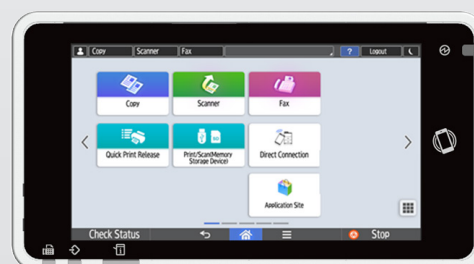 Copy Scanner Fax ? Logout
Copy Scanner Fax
Quick Print Release Print/Scan(Memory Storage Device) Direct Connection
Application Site
Check Status Stop